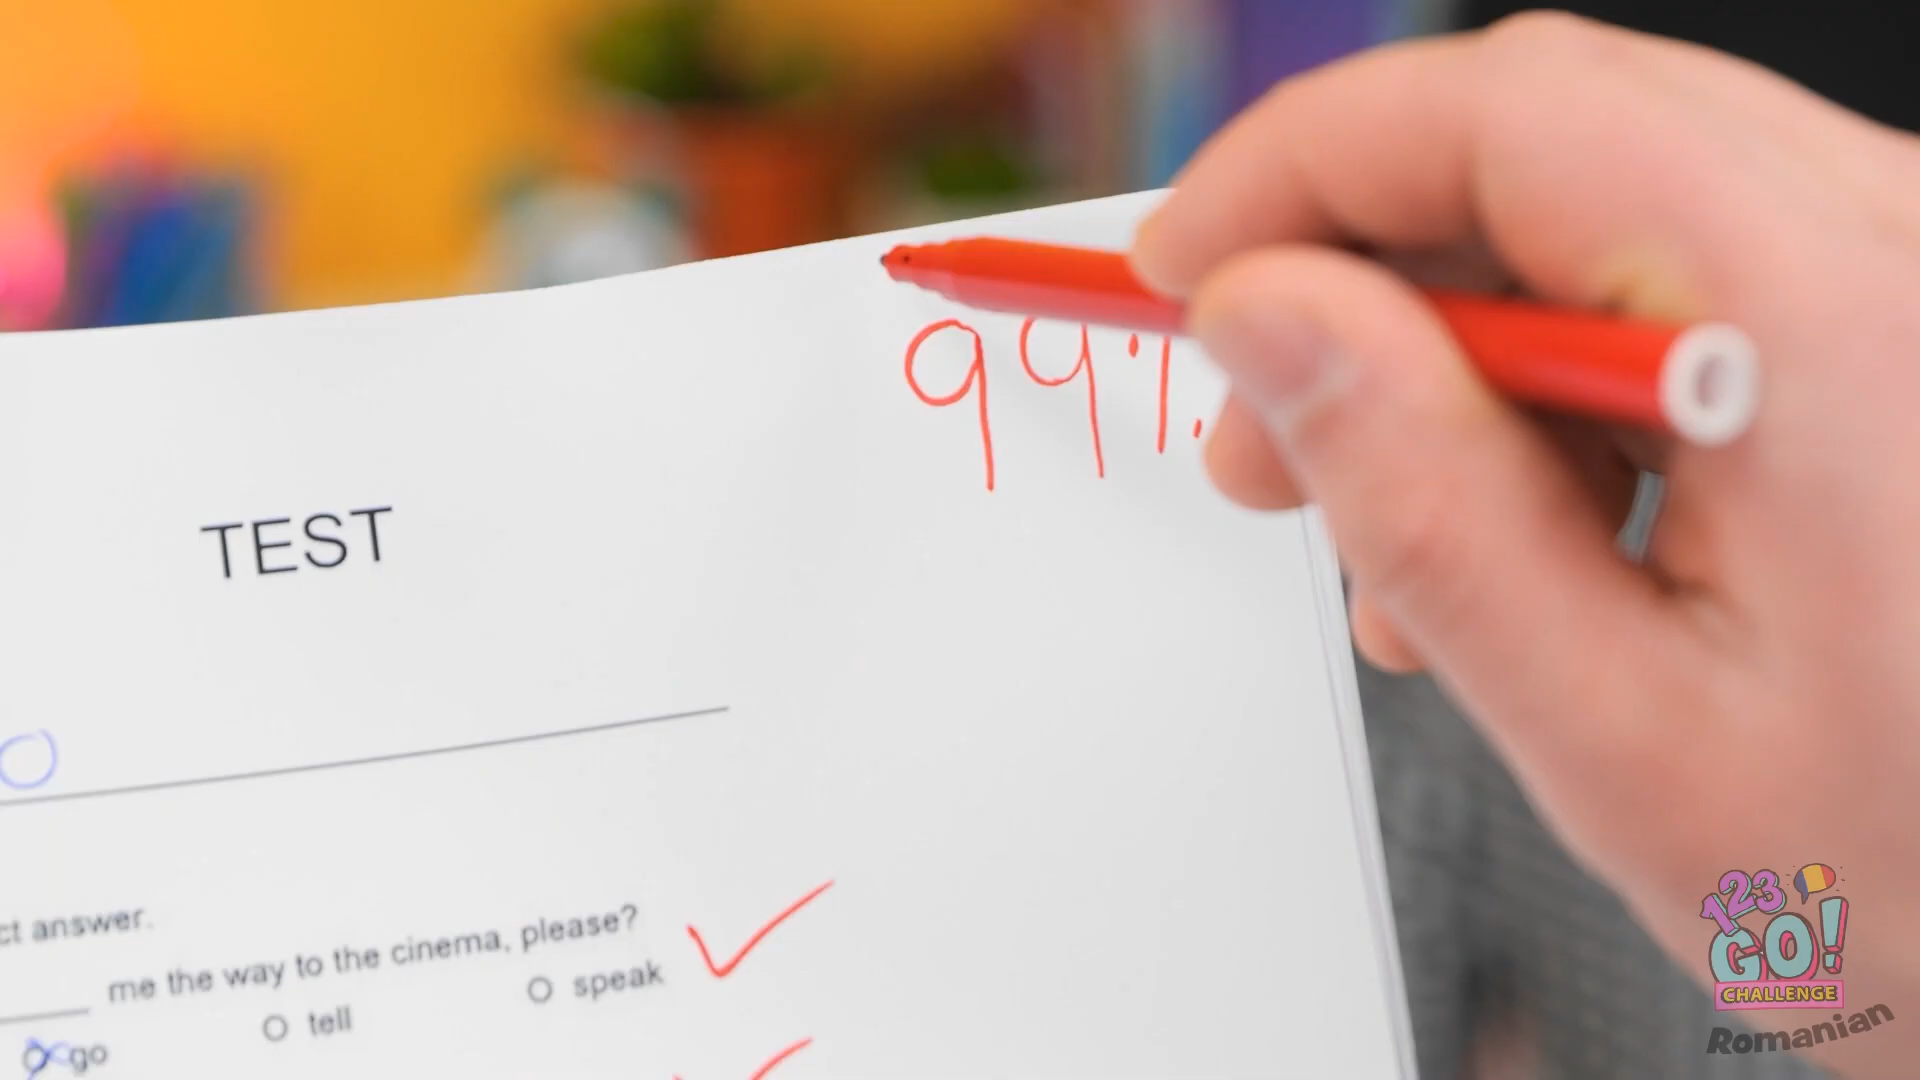 99%
TEST
ct answer.
me the way to the cinema, please?
go
tell
speak
123
GO!
CHALLENGE
Romanian